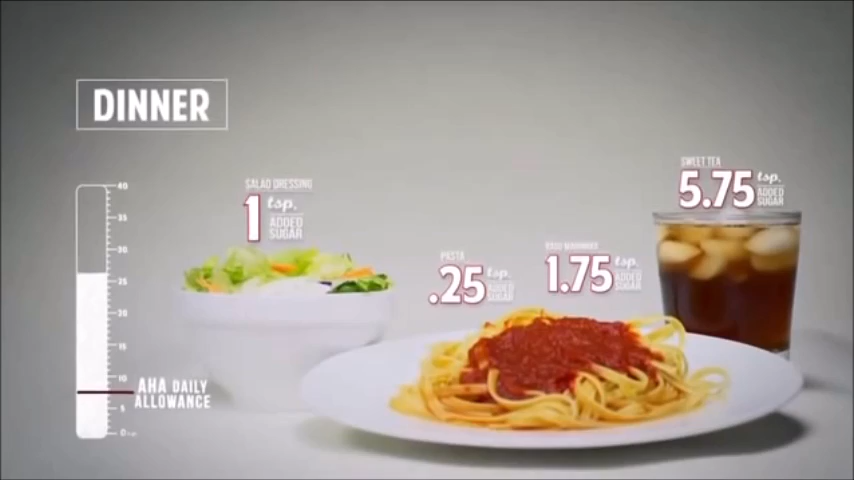 DINNER
SWEET TEA
5.75 tsp.
ADDED
SUGAR
SALAD DRESSING
1 tsp.
ADDED
SUGAR
PASTA
.25 tsp.
ADDED
SUGAR
1.75 tsp.
ADDED
SUGAR
40
35
30
25
20
15
10
5
0
AHA DAILY
ALLOWANCE